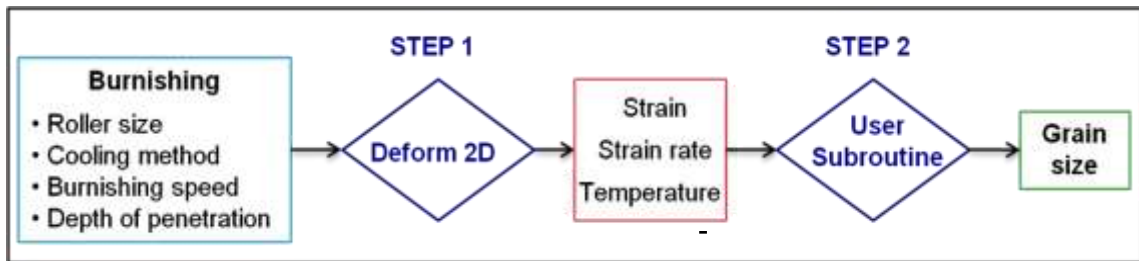 STEP 1
STEP 2
Burnishing
• Roller size
• Cooling method
• Burnishing speed
• Depth of penetration
Deform 2D
Strain
Strain rate
Temperature
-
User
Subroutine
Grain
size